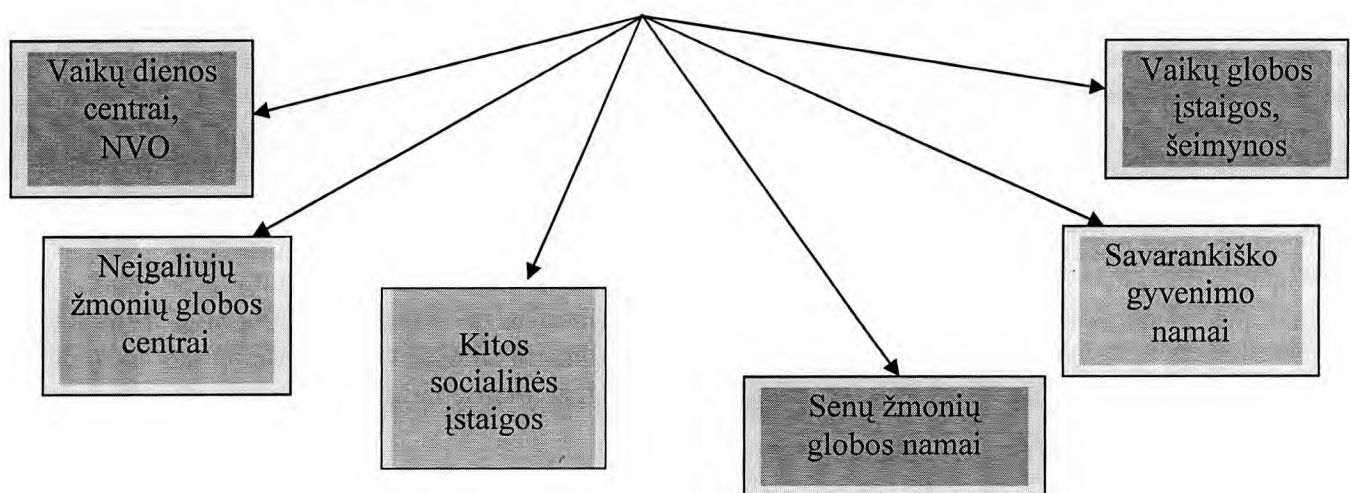 Vaikų dienos
centrai,
NVO
Vaikų globos
įstaigos,
šeimynos
Neįgaliųjų
žmonių globos
centrai
Savarankiško
gyvenimo
namai
Kitos
socialinės
įstaigos
Senų žmonių
globos namai